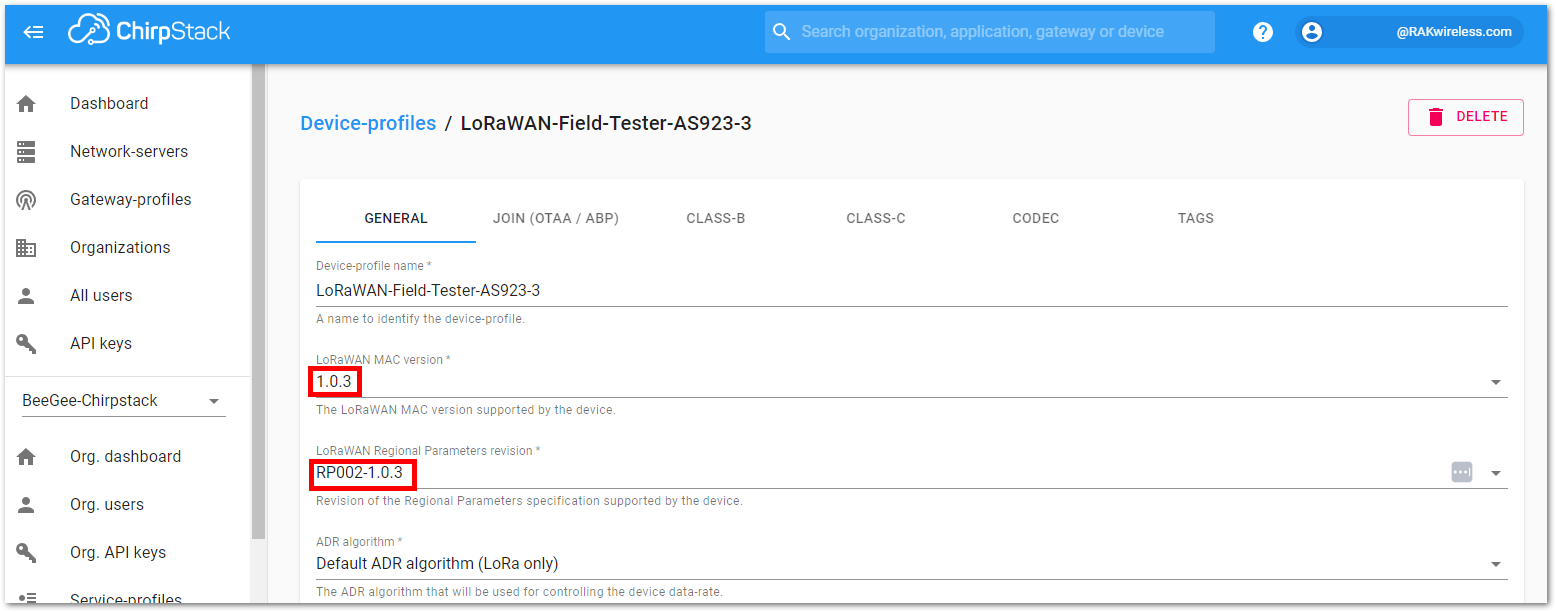 ChirpStack
Search organization, application, gateway or device
?
@RAKwireless.com
Dashboard
Network-servers
Gateway-profiles
Organizations
All users
API keys
BeeGee-Chirpstack
Org. dashboard
Org. users
Org. API keys
Service-profiles
Device-profiles / LoRaWAN-Field-Tester-AS923-3
DELETE
GENERAL JOIN (OTAA / ABP) CLASS-B CLASS-C CODEC TAGS
Device-profile name *
LoRaWAN-Field-Tester-AS923-3
A name to identify the device-profile.
LoRaWAN MAC version *
1.0.3
The LoRaWAN MAC version supported by the device.
LoRaWAN Regional Parameters revision *
RP002-1.0.3
Revision of the Regional Parameters specification supported by the device.
ADR algorithm *
Default ADR algorithm (LoRa only)
The ADR algorithm that will be used for controlling the device data-rate.